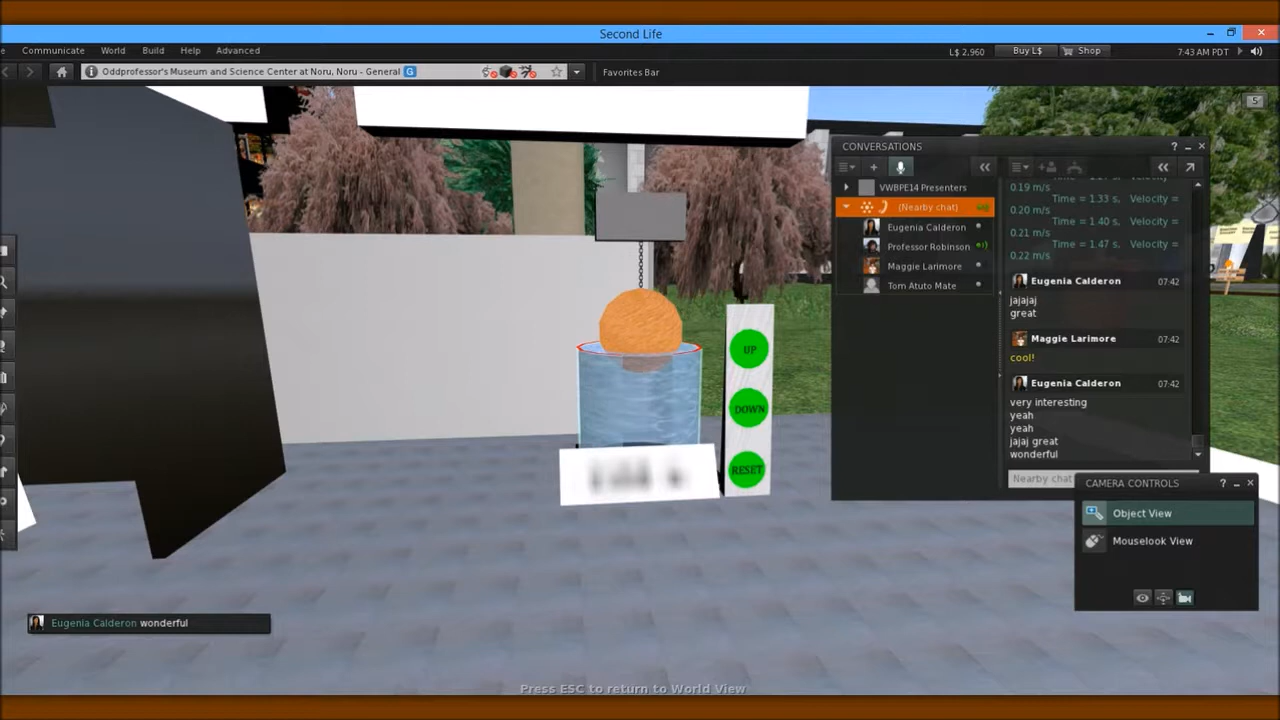 Second Life
Communicate World Build Help Advanced
L$ 2,960 Buy L$ Shop 7:43 AM PDT
Oddprofessor's Museum and Science Center at Noru, Noru - General G
Favorites Bar
5
CONVERSATIONS
VWBPE14 Presenters
(Nearby chat)
Eugenia Calderon
Professor Robinson
Maggie Larimore
Tom Atuto Mate
0.19 m/s
Time = 1.33 s, Velocity =
0.20 m/s
Time = 1.40 s, Velocity =
0.21 m/s
Time = 1.47 s, Velocity =
0.22 m/s
Eugenia Calderon 07:42
jajajaj
great
Maggie Larimore 07:42
cool!
Eugenia Calderon 07:42
very interesting
yeah
yeah
jajaj great
wonderful
Nearby chat
UP
DOWN
RESET
CAMERA CONTROLS
Object View
Mouselook View
Eugenia Calderon wonderful
Press ESC to return to World View